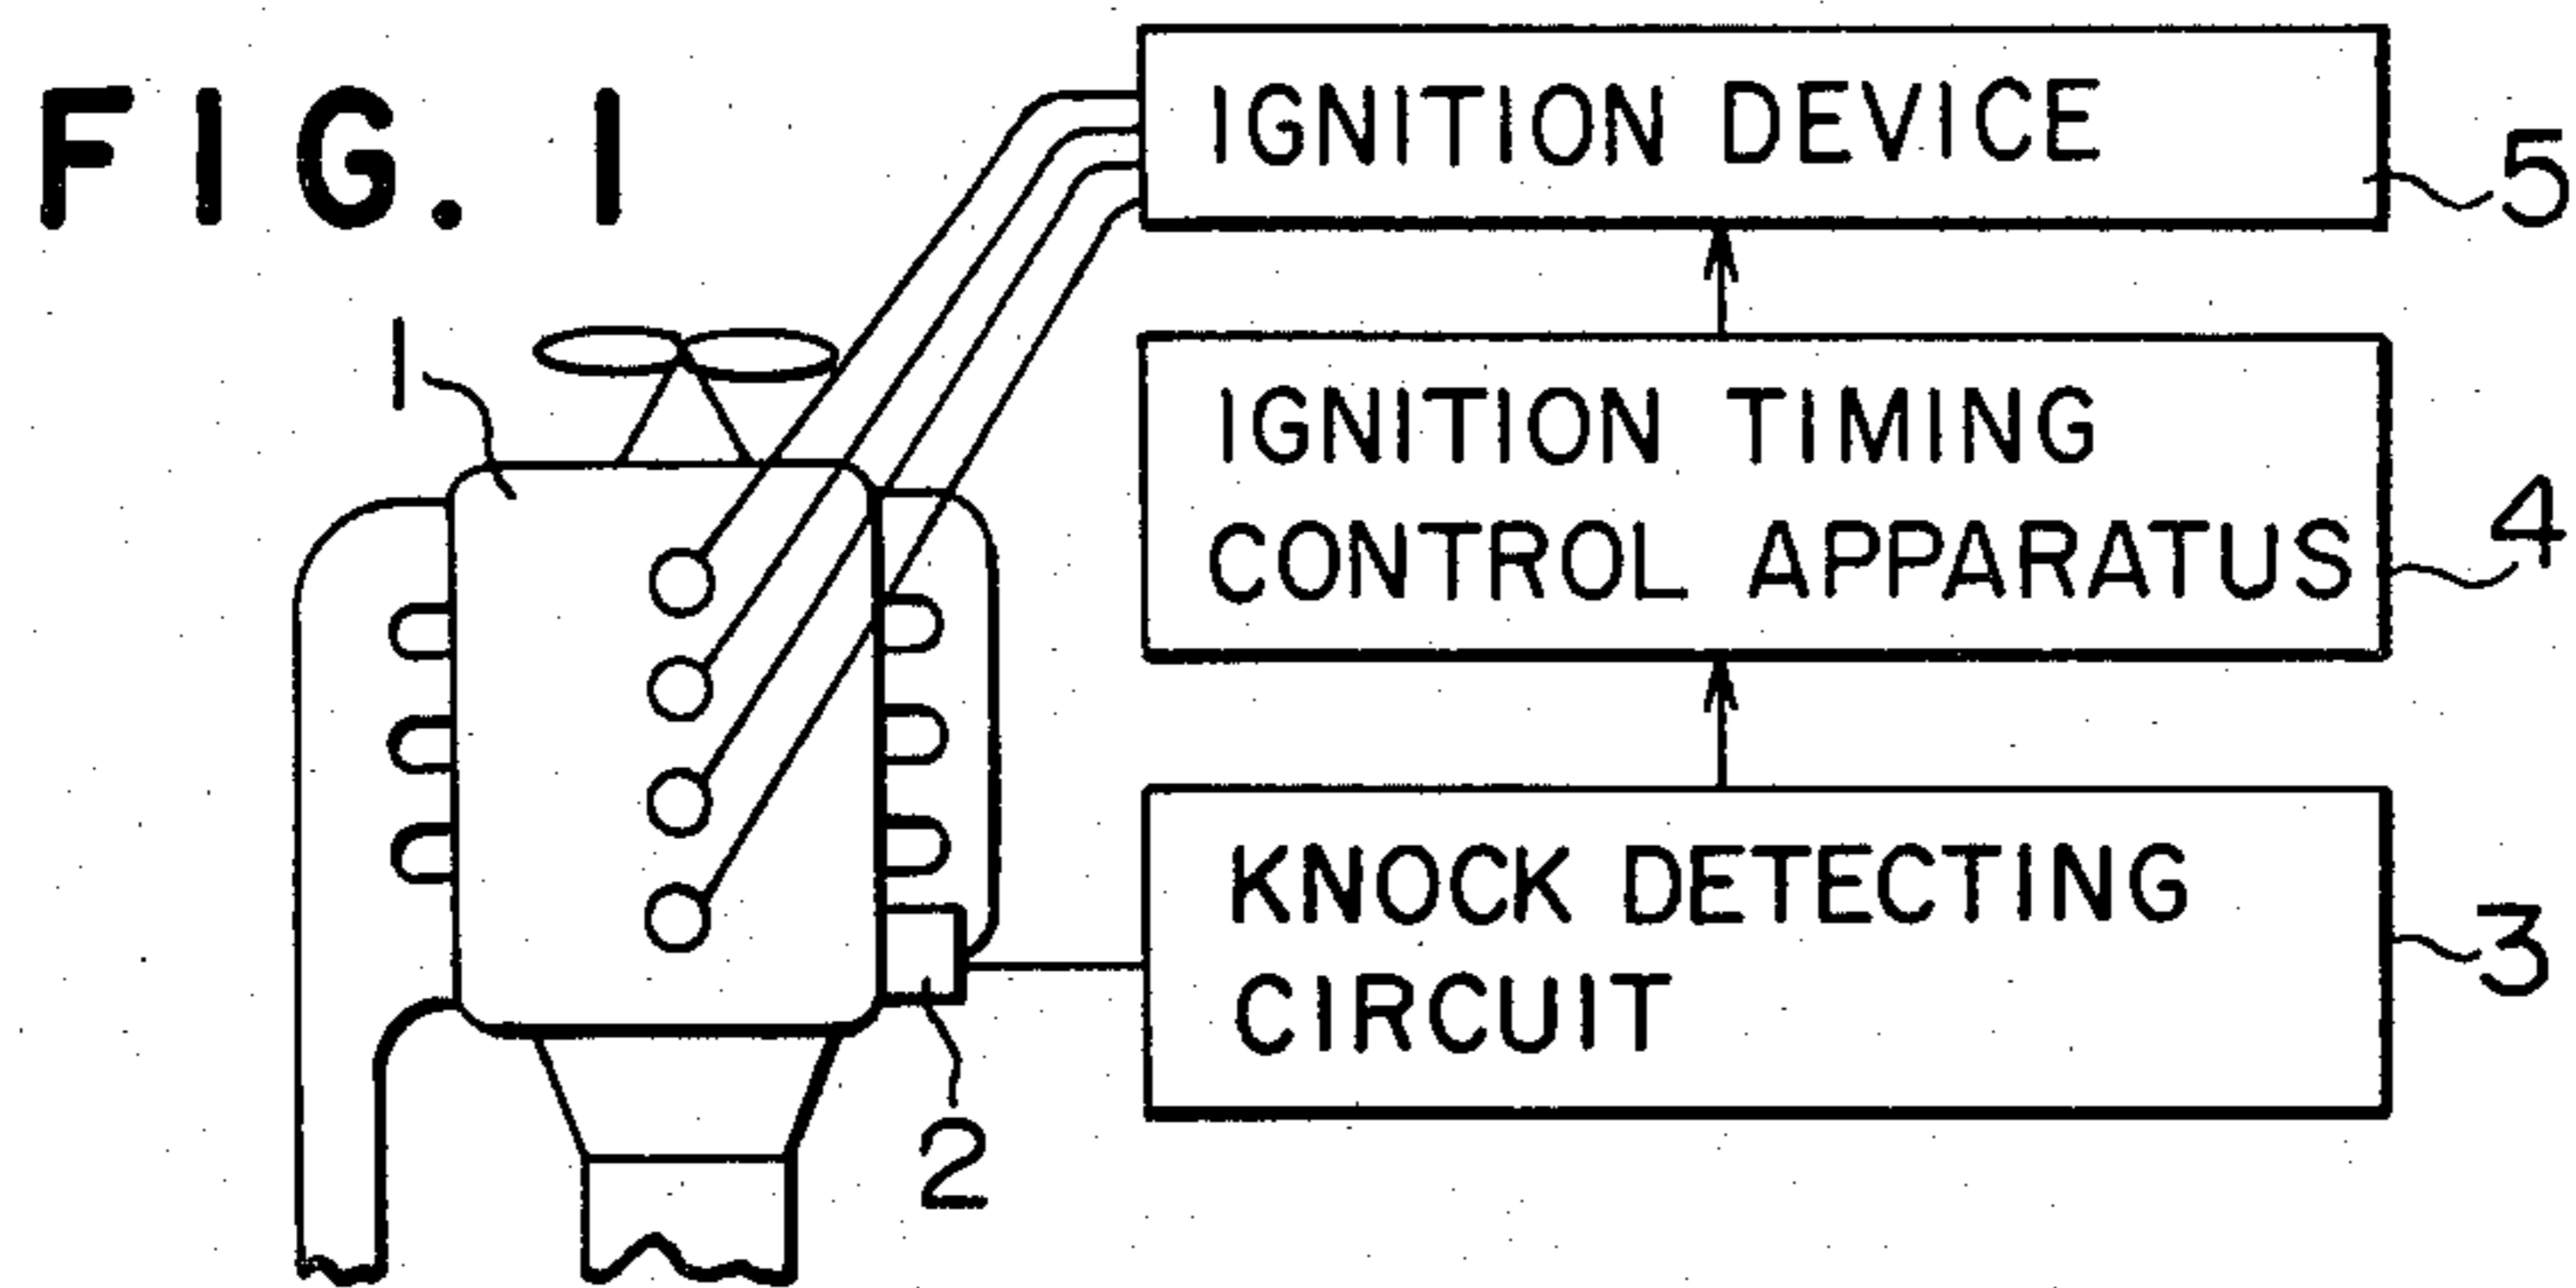 FIG. 1
IGNITION DEVICE
5
1
IGNITION TIMING
CONTROL APPARATUS
4
KNOCK DETECTING
CIRCUIT
3
2